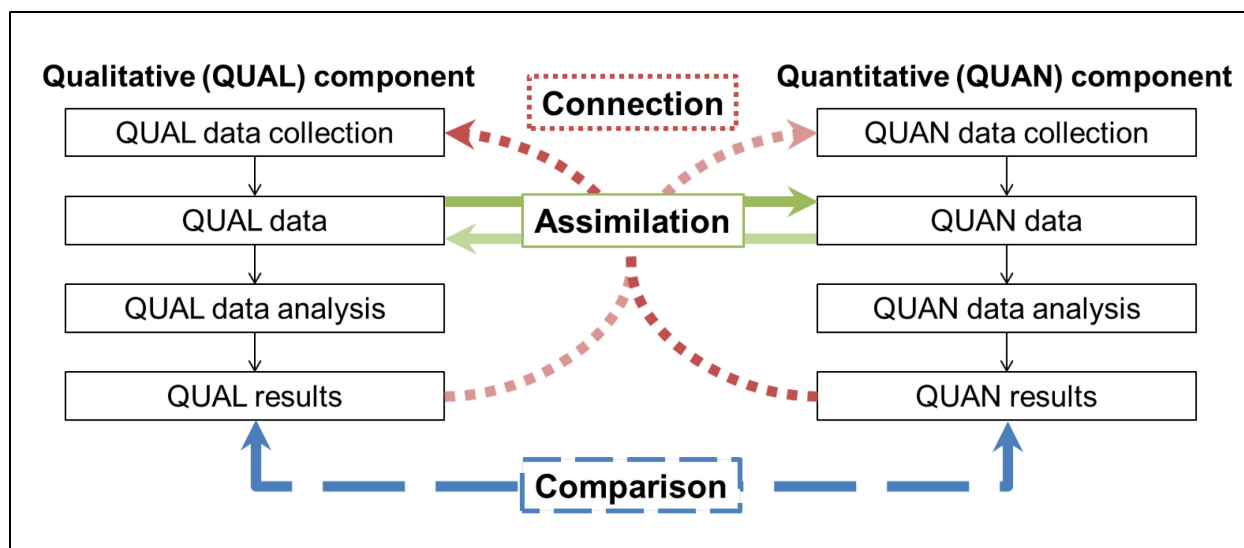 Qualitative (QUAL) component
QUAL data collection
QUAL data
QUAL data analysis
QUAL results
Connection
Assimilation
Comparison
Quantitative (QUAN) component
QUAN data collection
QUAN data
QUAN data analysis
QUAN results